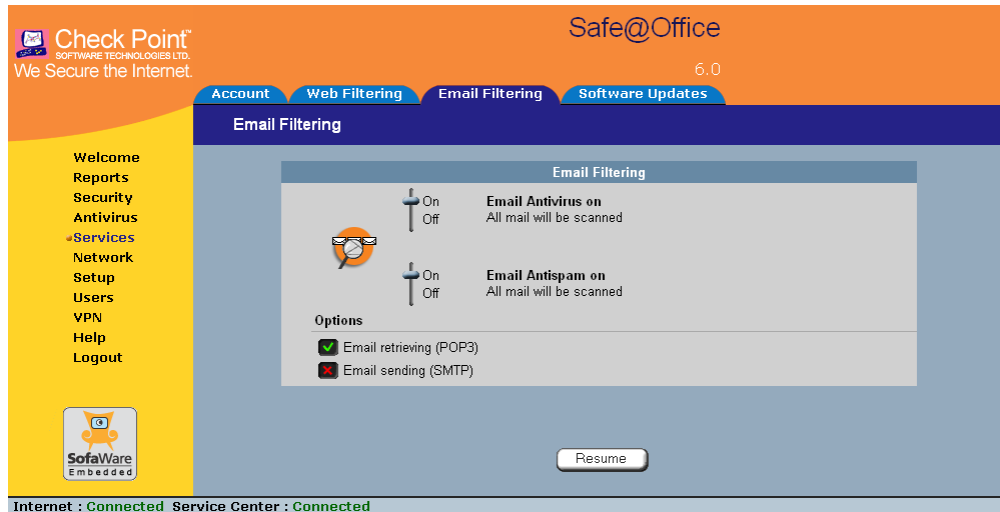 Check Point™
SOFTWARE TECHNOLOGIES LTD.
We Secure the Internet.
Safe@Office
6.0
Account
Web Filtering
Email Filtering
Software Updates
Email Filtering
Welcome
Reports
Security
Antivirus
Services
Network
Setup
Users
VPN
Help
Logout
SofaWare
Embedded
Email Filtering
On
Off
Email Antivirus on
All mail will be scanned
On
Off
Email Antispam on
All mail will be scanned
Options
Email retrieving (POP3)
Email sending (SMTP)
Resume
Internet : Connected Service Center : Connected